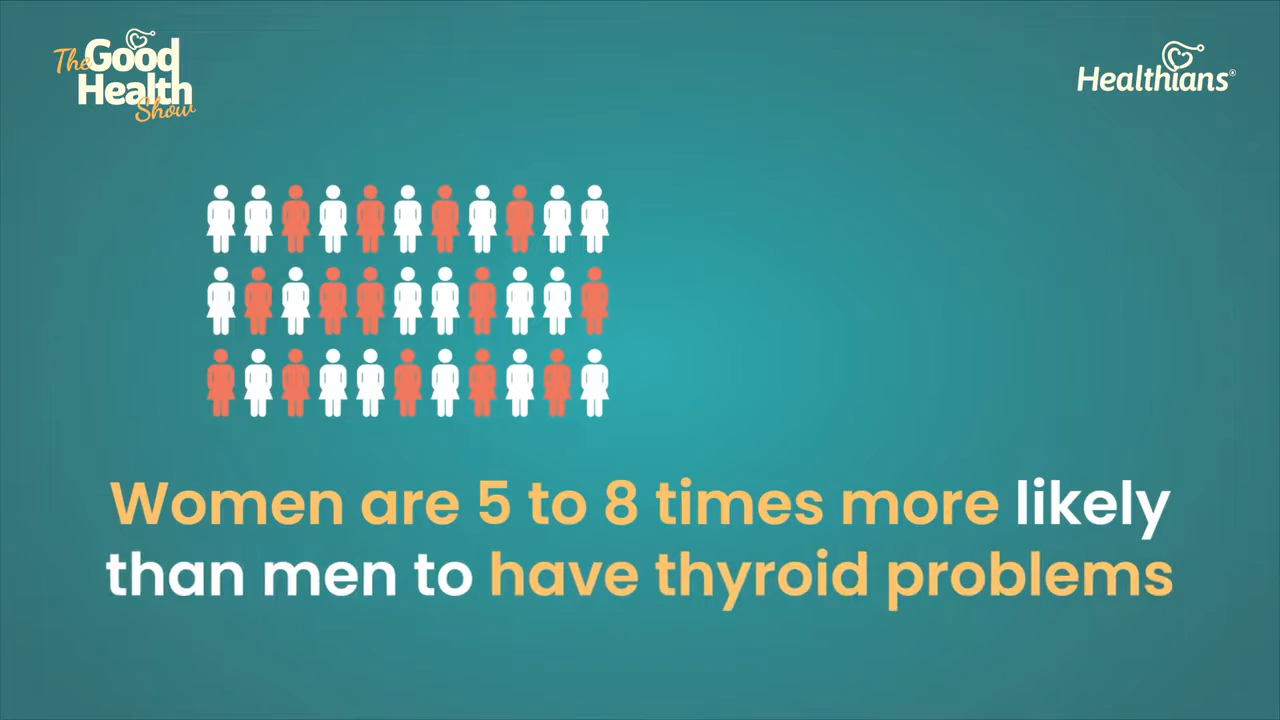 The Good
Health
Show
Healthians®
Women are 5 to 8 times more likely
than men to have thyroid problems